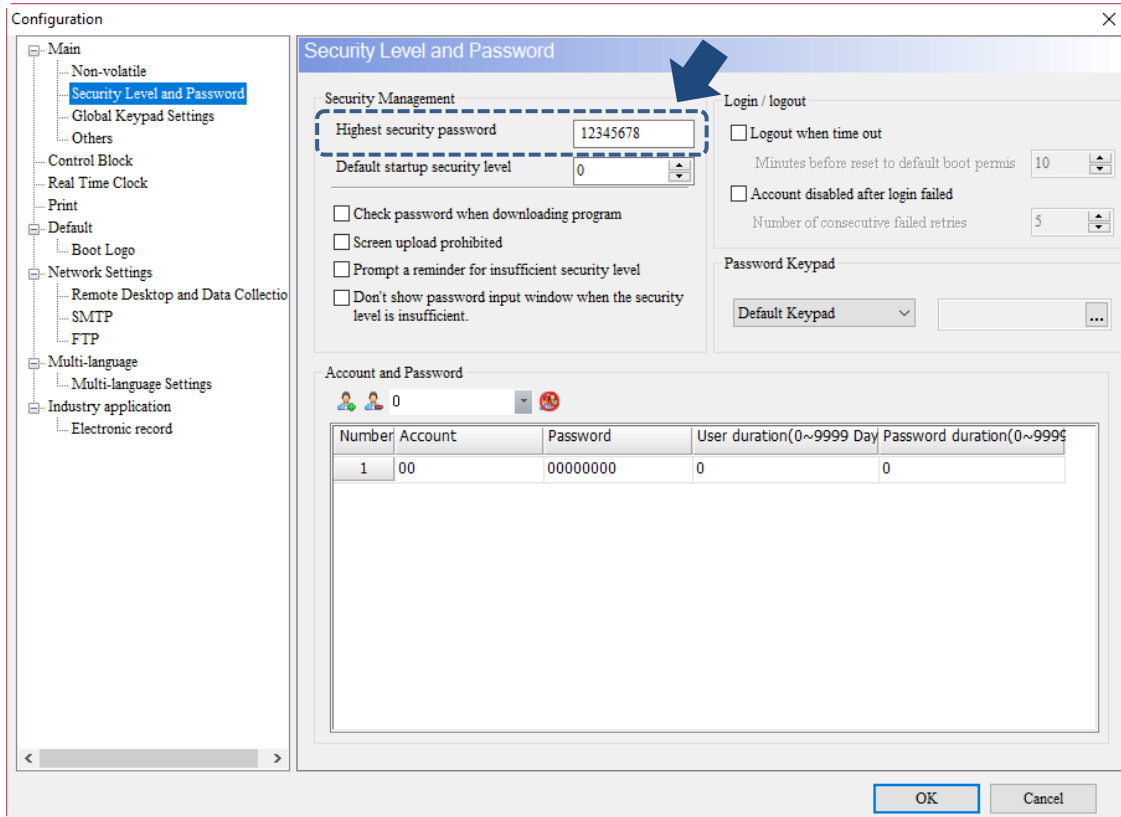 Configuration
Main
Non-volatile
Security Level and Password
Global Keypad Settings
Others
Control Block
Real Time Clock
Print
Default
Boot Logo
Network Settings
Remote Desktop and Data Collectio
SMTP
FTP
Multi-language
Multi-language Settings
Industry application
Electronic record
Security Level and Password
Security Management
Highest security password 12345678
Default startup security level 0
Check password when downloading program
Screen upload prohibited
Prompt a reminder for insufficient security level
Don't show password input window when the security
level is insufficient.
Login / logout
Logout when time out
Minutes before reset to default boot permis 10
Account disabled after login failed
Number of consecutive failed retries 5
Password Keypad
Default Keypad ...
Account and Password
0
Number Account Password User duration(0~9999 Day Password duration(0~9999
1 00 00000000 0 0
OK Cancel